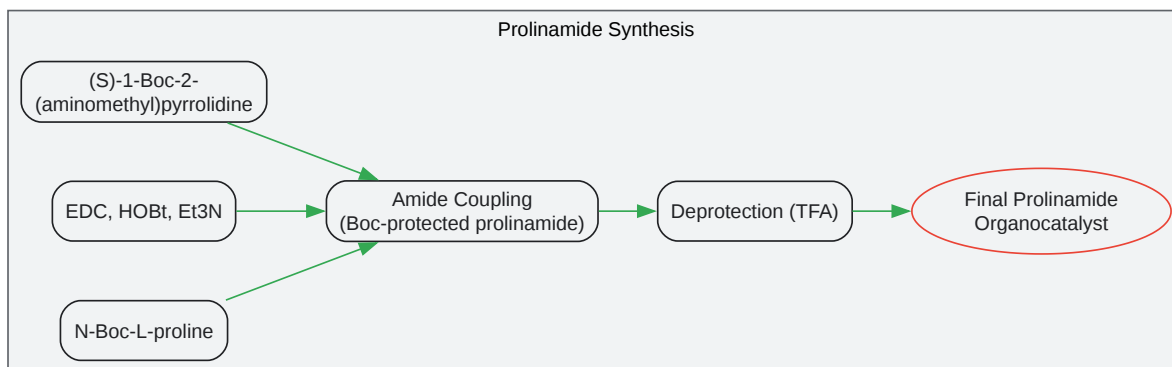 Prolinamide Synthesis
(S)-1-Boc-2-
(aminomethyl)pyrrolidine
EDC, HOBt, Et3N
N-Boc-L-proline
Amide Coupling
(Boc-protected prolinamide)
Deprotection (TFA)
Final Prolinamide
Organocatalyst